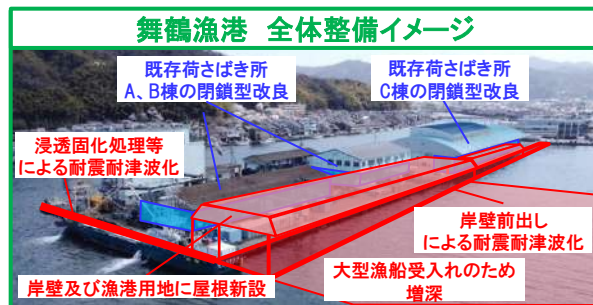 舞鶴漁港 全体整備イメージ
既存荷さばき所
A、B棟の閉鎖型改良
既存荷さばき所
C棟の閉鎖型改良
浸透固化処理等
による耐震耐津波化
岸壁前出し
による耐震耐津波化
岸壁及び漁港用地に屋根新設
大型漁船受入れのため
増深